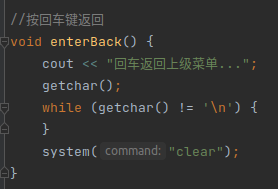 //按回车键返回
void enterBack() {
    cout << "回车返回上级菜单...";
    getchar();
    while (getchar() != '\n') {
    }
    system( command: "clear");
}